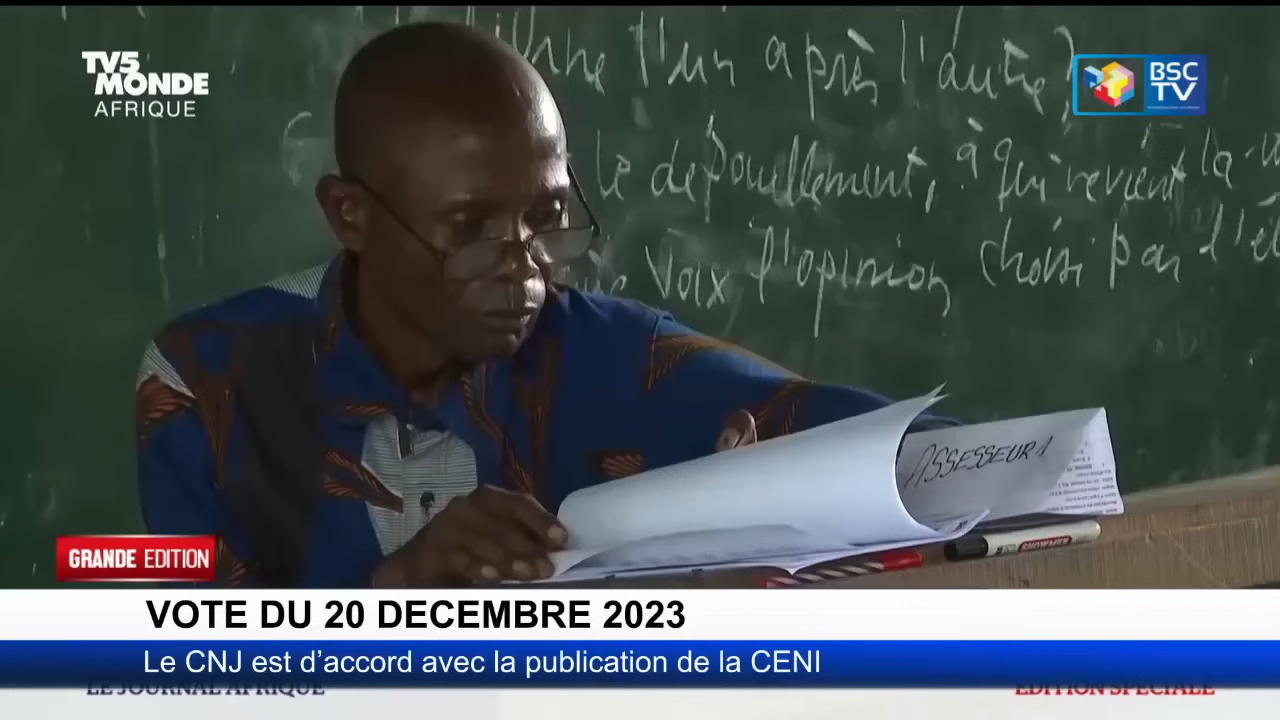 TV5
MONDE
AFRIQUE
BSC
TV
l'un après l'autre ?
le dépouillement, à qui revient la
Voix l'opinion choisi par l'é
ASSESSEUR 1
GRANDE EDITION
VOTE DU 20 DECEMBRE 2023
Le CNJ est d’accord avec la publication de la CENI
LE JOURNAL AFRIQUE
EDITION SPECIALE